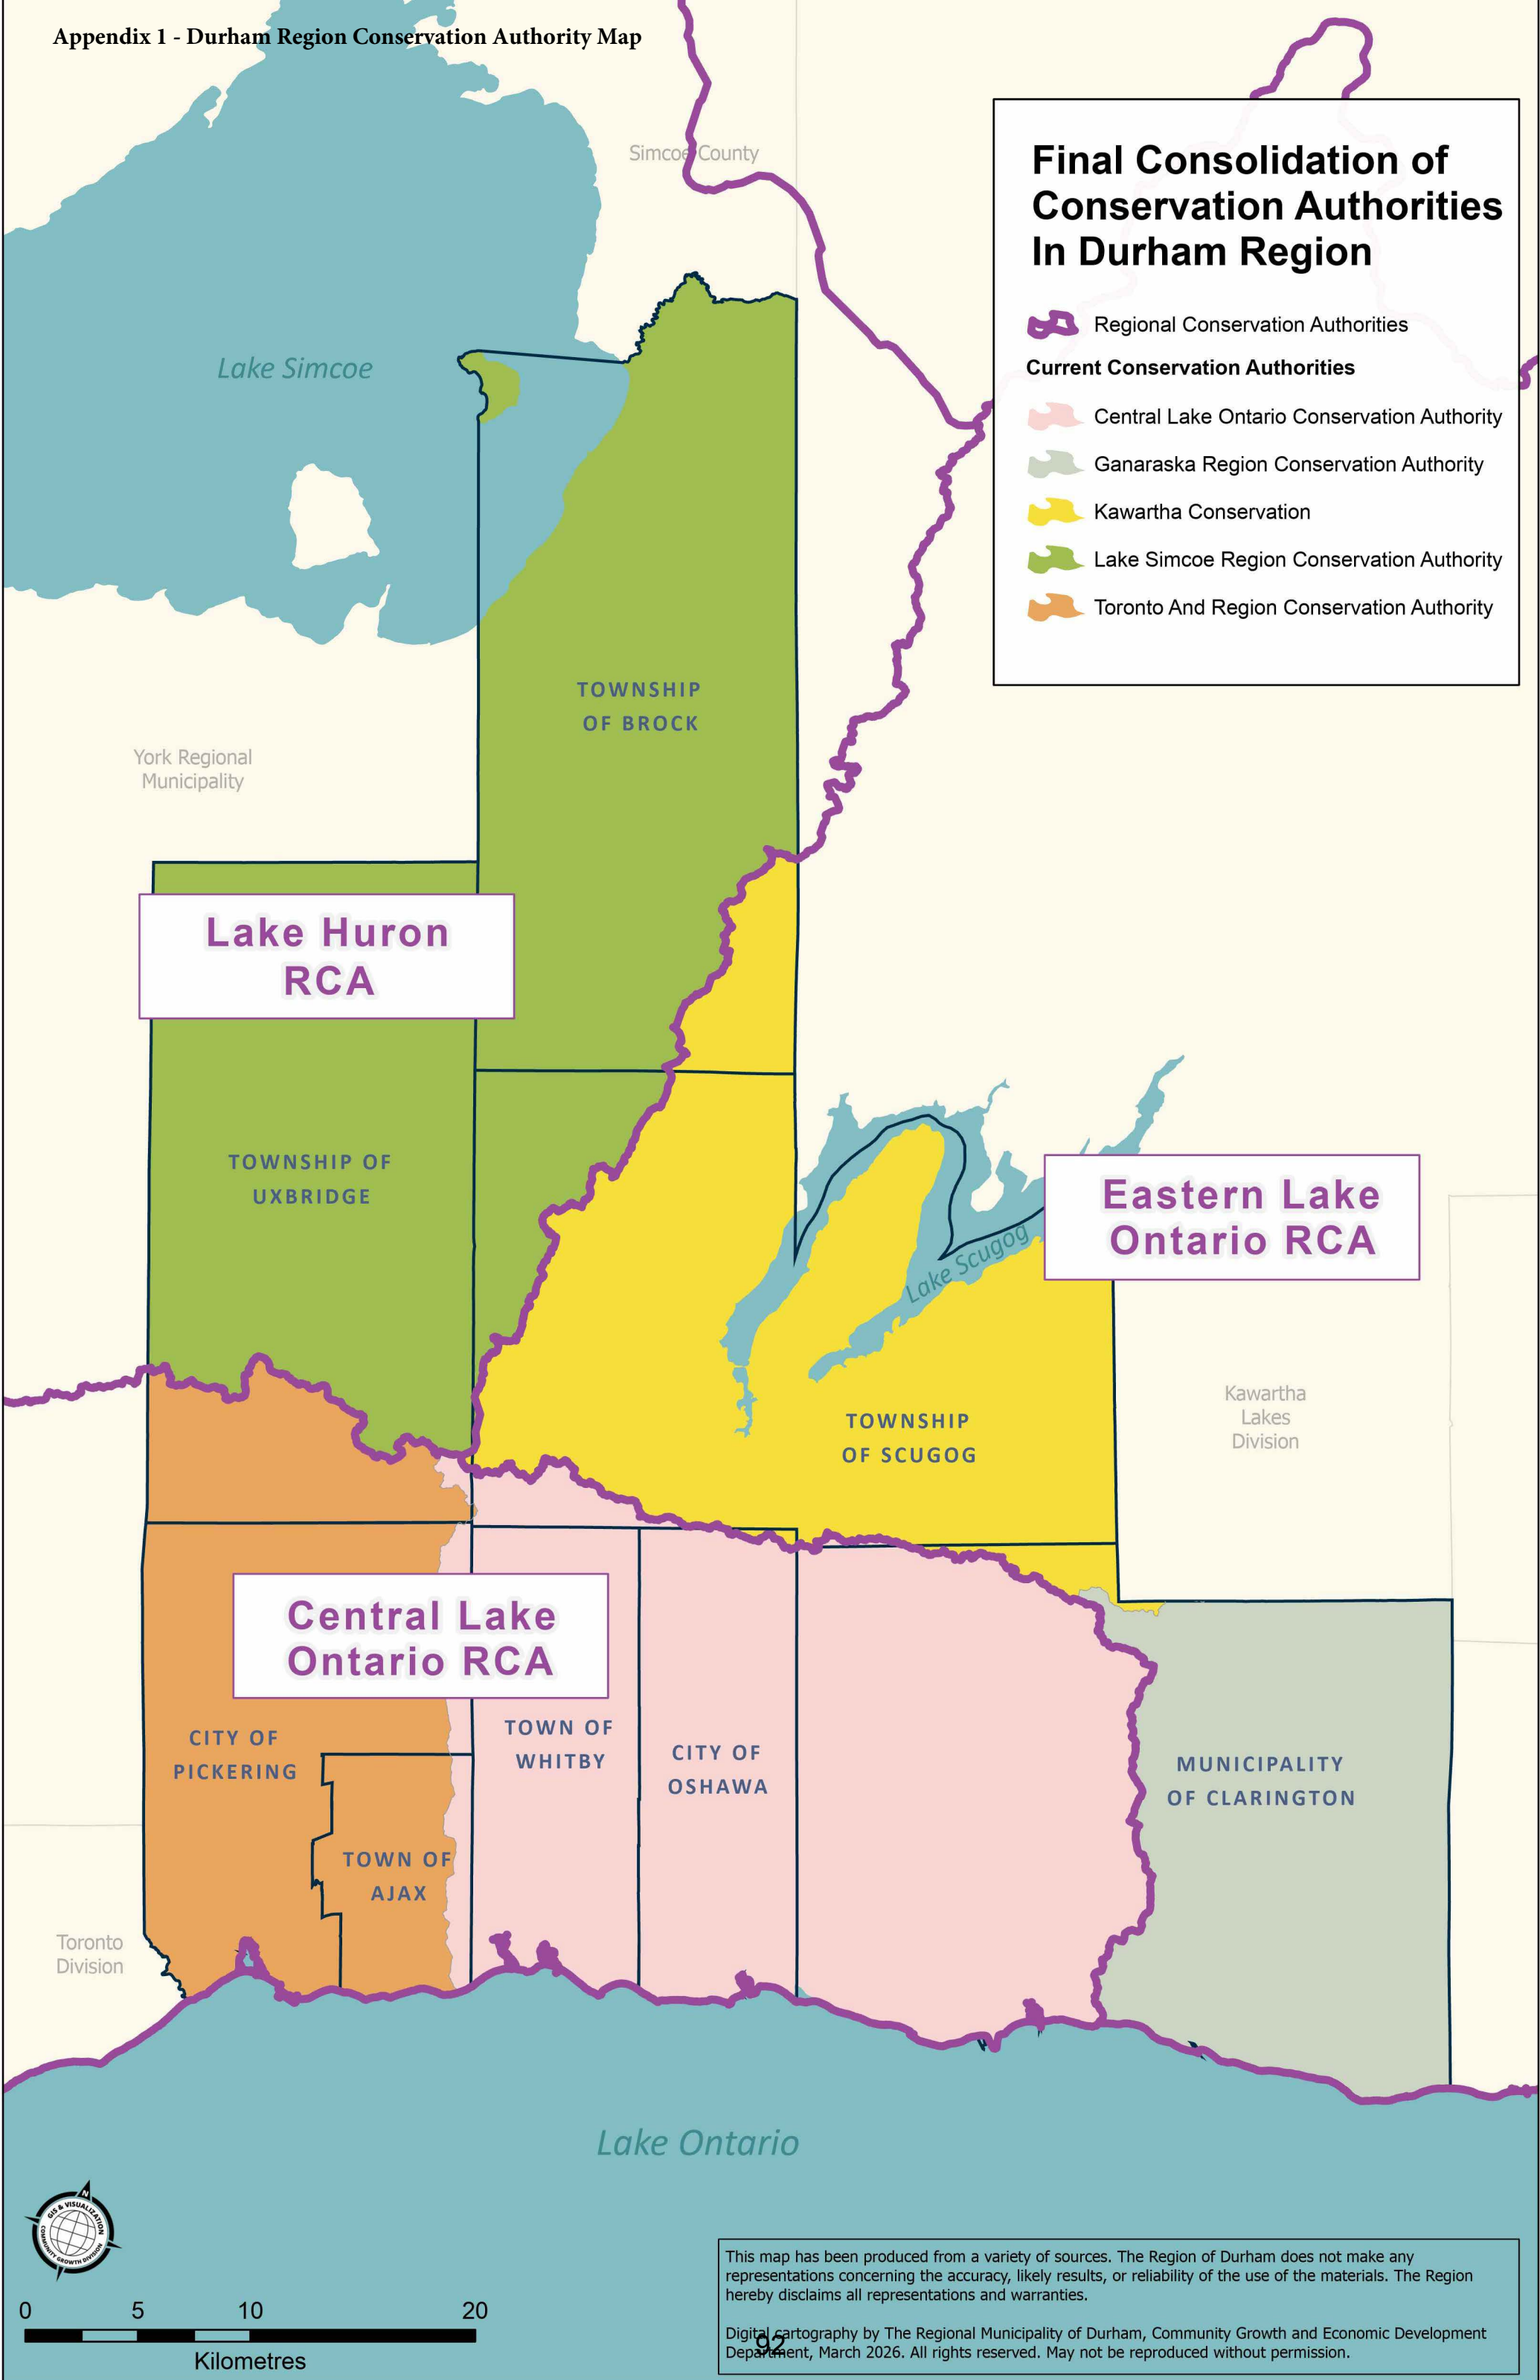 Appendix 1 - Durham Region Conservation Authority Map
Simcoe County
Final Consolidation of
Conservation Authorities
In Durham Region
Regional Conservation Authorities
Current Conservation Authorities
Central Lake Ontario Conservation Authority
Ganaraska Region Conservation Authority
Kawartha Conservation
Lake Simcoe Region Conservation Authority
Toronto And Region Conservation Authority
Lake Simcoe
TOWNSHIP
OF BROCK
York Regional
Municipality
Lake Huron
RCA
TOWNSHIP OF
UXBRIDGE
Eastern Lake
Ontario RCA
Lake Scugog
TOWNSHIP
OF SCUGOG
Kawartha
Lakes
Division
Central Lake
Ontario RCA
CITY OF
PICKERING
TOWN OF
WHITBY
CITY OF
OSHAWA
MUNICIPALITY
OF CLARINGTON
TOWN OF
AJAX
Toronto
Division
Lake Ontario
N
GIS & VISUALIZATION
COMMUNITY GROWTH DIVISION
0 5 10 20
Kilometres
This map has been produced from a variety of sources. The Region of Durham does not make any
representations concerning the accuracy, likely results, or reliability of the use of the materials. The Region
hereby disclaims all representations and warranties.
Digital cartography by The Regional Municipality of Durham, Community Growth and Economic Development
Department, March 2026. All rights reserved. May not be reproduced without permission.
92